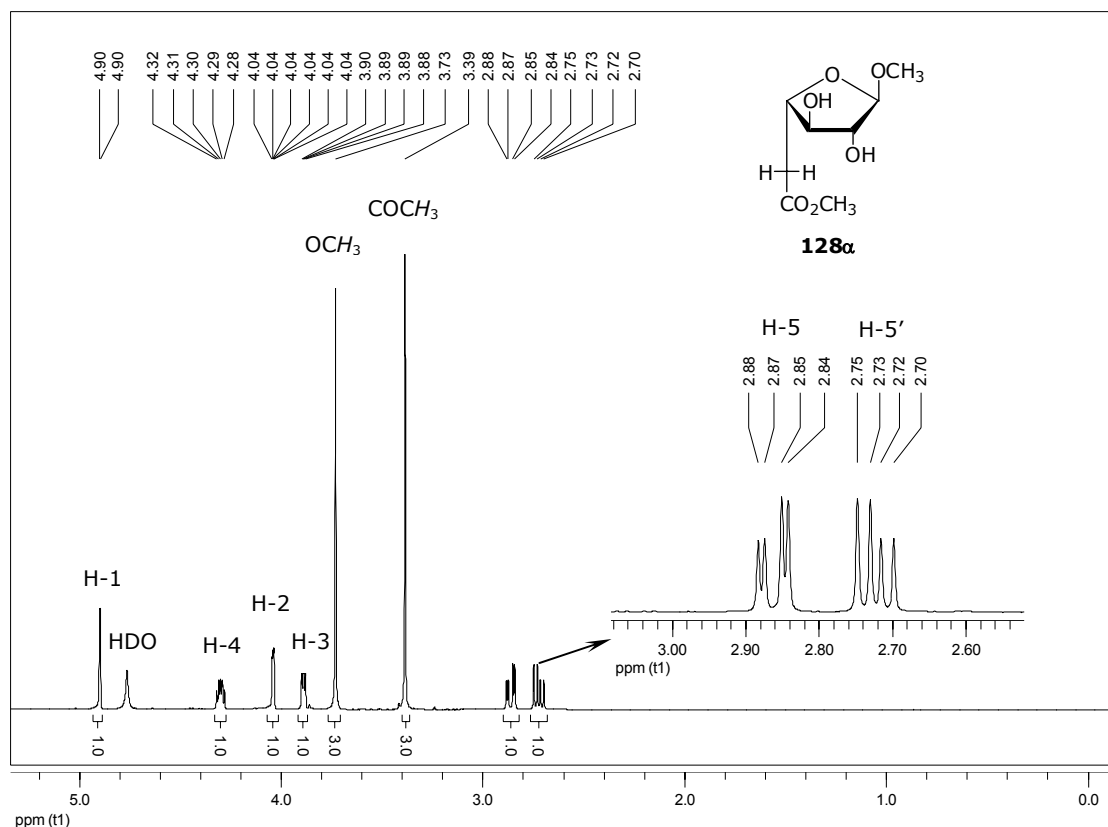 4.90 4.90 4.32 4.31 4.30 4.29 4.28 4.04 4.04 4.04 4.04 4.04 4.04 3.90 3.89 3.89 3.88 3.73 3.39 2.88 2.87 2.85 2.84 2.75 2.73 2.72 2.70
O
OCH3
OH
OH
H H
CO2CH3
128α
COCH3
OCH3
H-5 H-5′
2.88 2.87 2.85 2.84 2.75 2.73 2.72 2.70
H-1
HDO
H-4
H-2
H-3
3.00 2.90 2.80 2.70 2.60
ppm (t1)
1.0 1.0 1.0 1.0 3.0 3.0 1.0 1.0
5.0 4.0 3.0 2.0 1.0 0.0
ppm (t1)